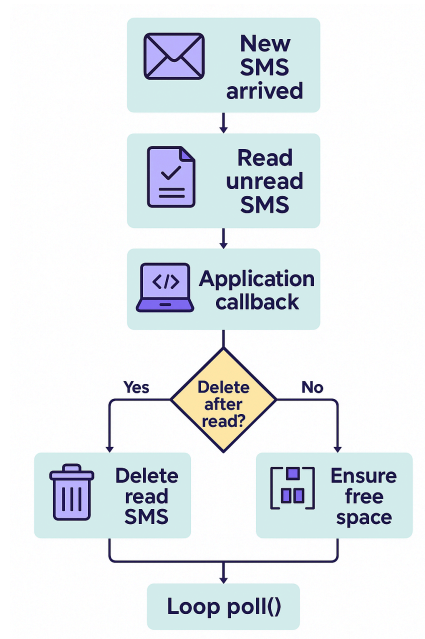 New
SMS
arrived
Read
unread
SMS
</>
Application
callback
Delete
after
read?
Yes
No
Delete
read
SMS
Ensure
free
space
Loop poll()